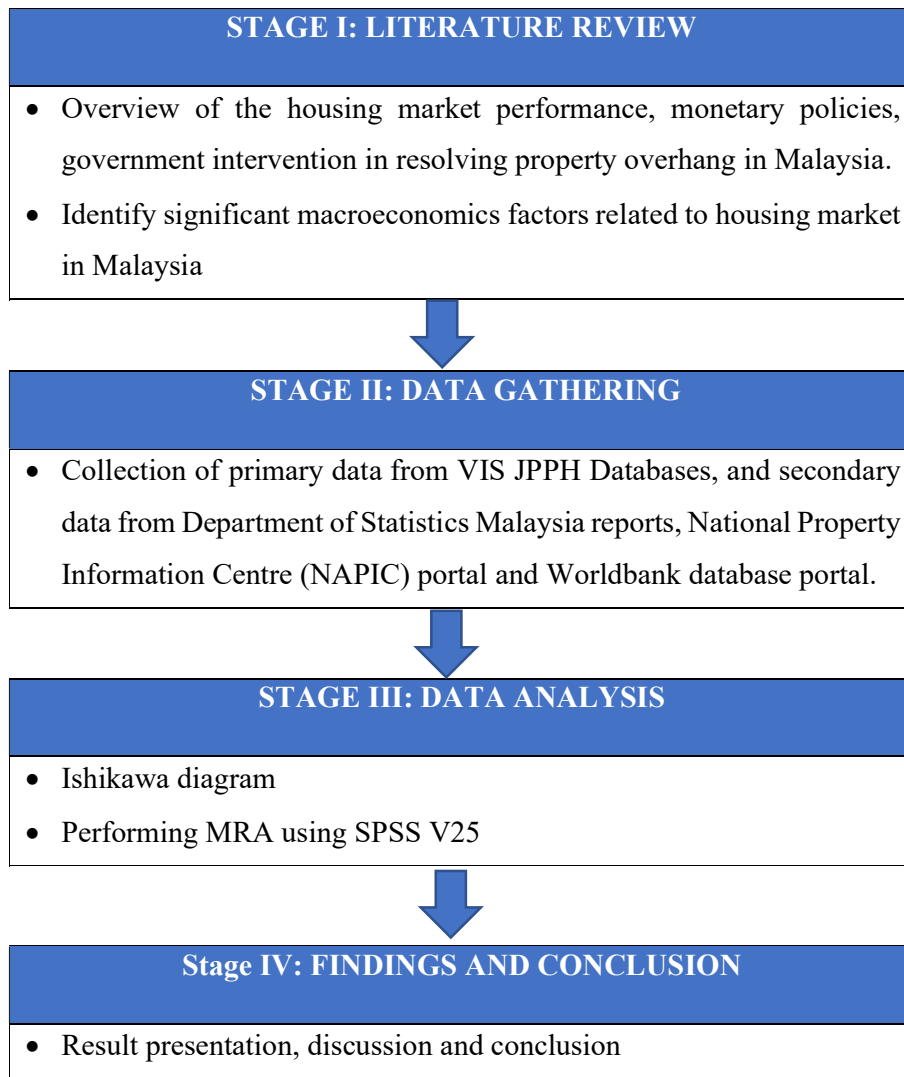 STAGE I: LITERATURE REVIEW
• Overview of the housing market performance, monetary policies,
government intervention in resolving property overhang in Malaysia.
• Identify significant macroeconomics factors related to housing market
in Malaysia
STAGE II: DATA GATHERING
• Collection of primary data from VIS JPPH Databases, and secondary
data from Department of Statistics Malaysia reports, National Property
Information Centre (NAPIC) portal and Worldbank database portal.
STAGE III: DATA ANALYSIS
• Ishikawa diagram
• Performing MRA using SPSS V25
Stage IV: FINDINGS AND CONCLUSION
• Result presentation, discussion and conclusion